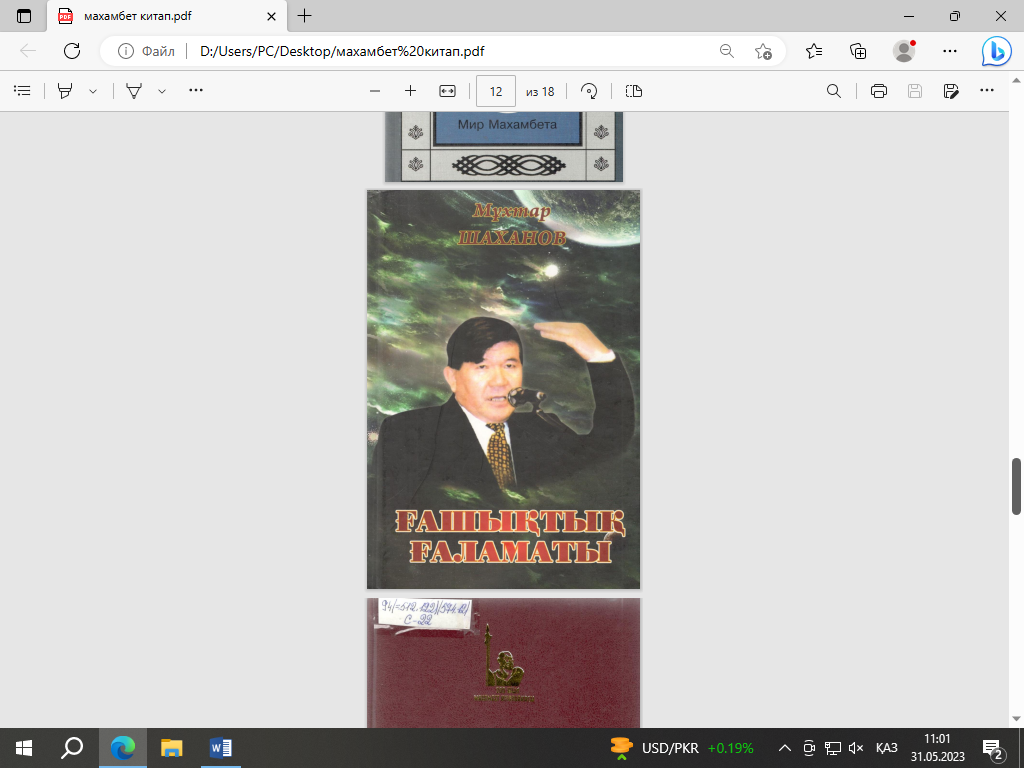 махамбет китап.pdf
Файл
D:/Users/PC/Desktop/махамбет%20китап.pdf
12
из 18
Мир Махамбета
Мұхтар
ШАХАНОВ
ҒАШЫҚТЫҚ
ҒАЛАМАТЫ
С-22
USD/PKR +0.19%
ҚАЗ
11:01
31.05.2023
2